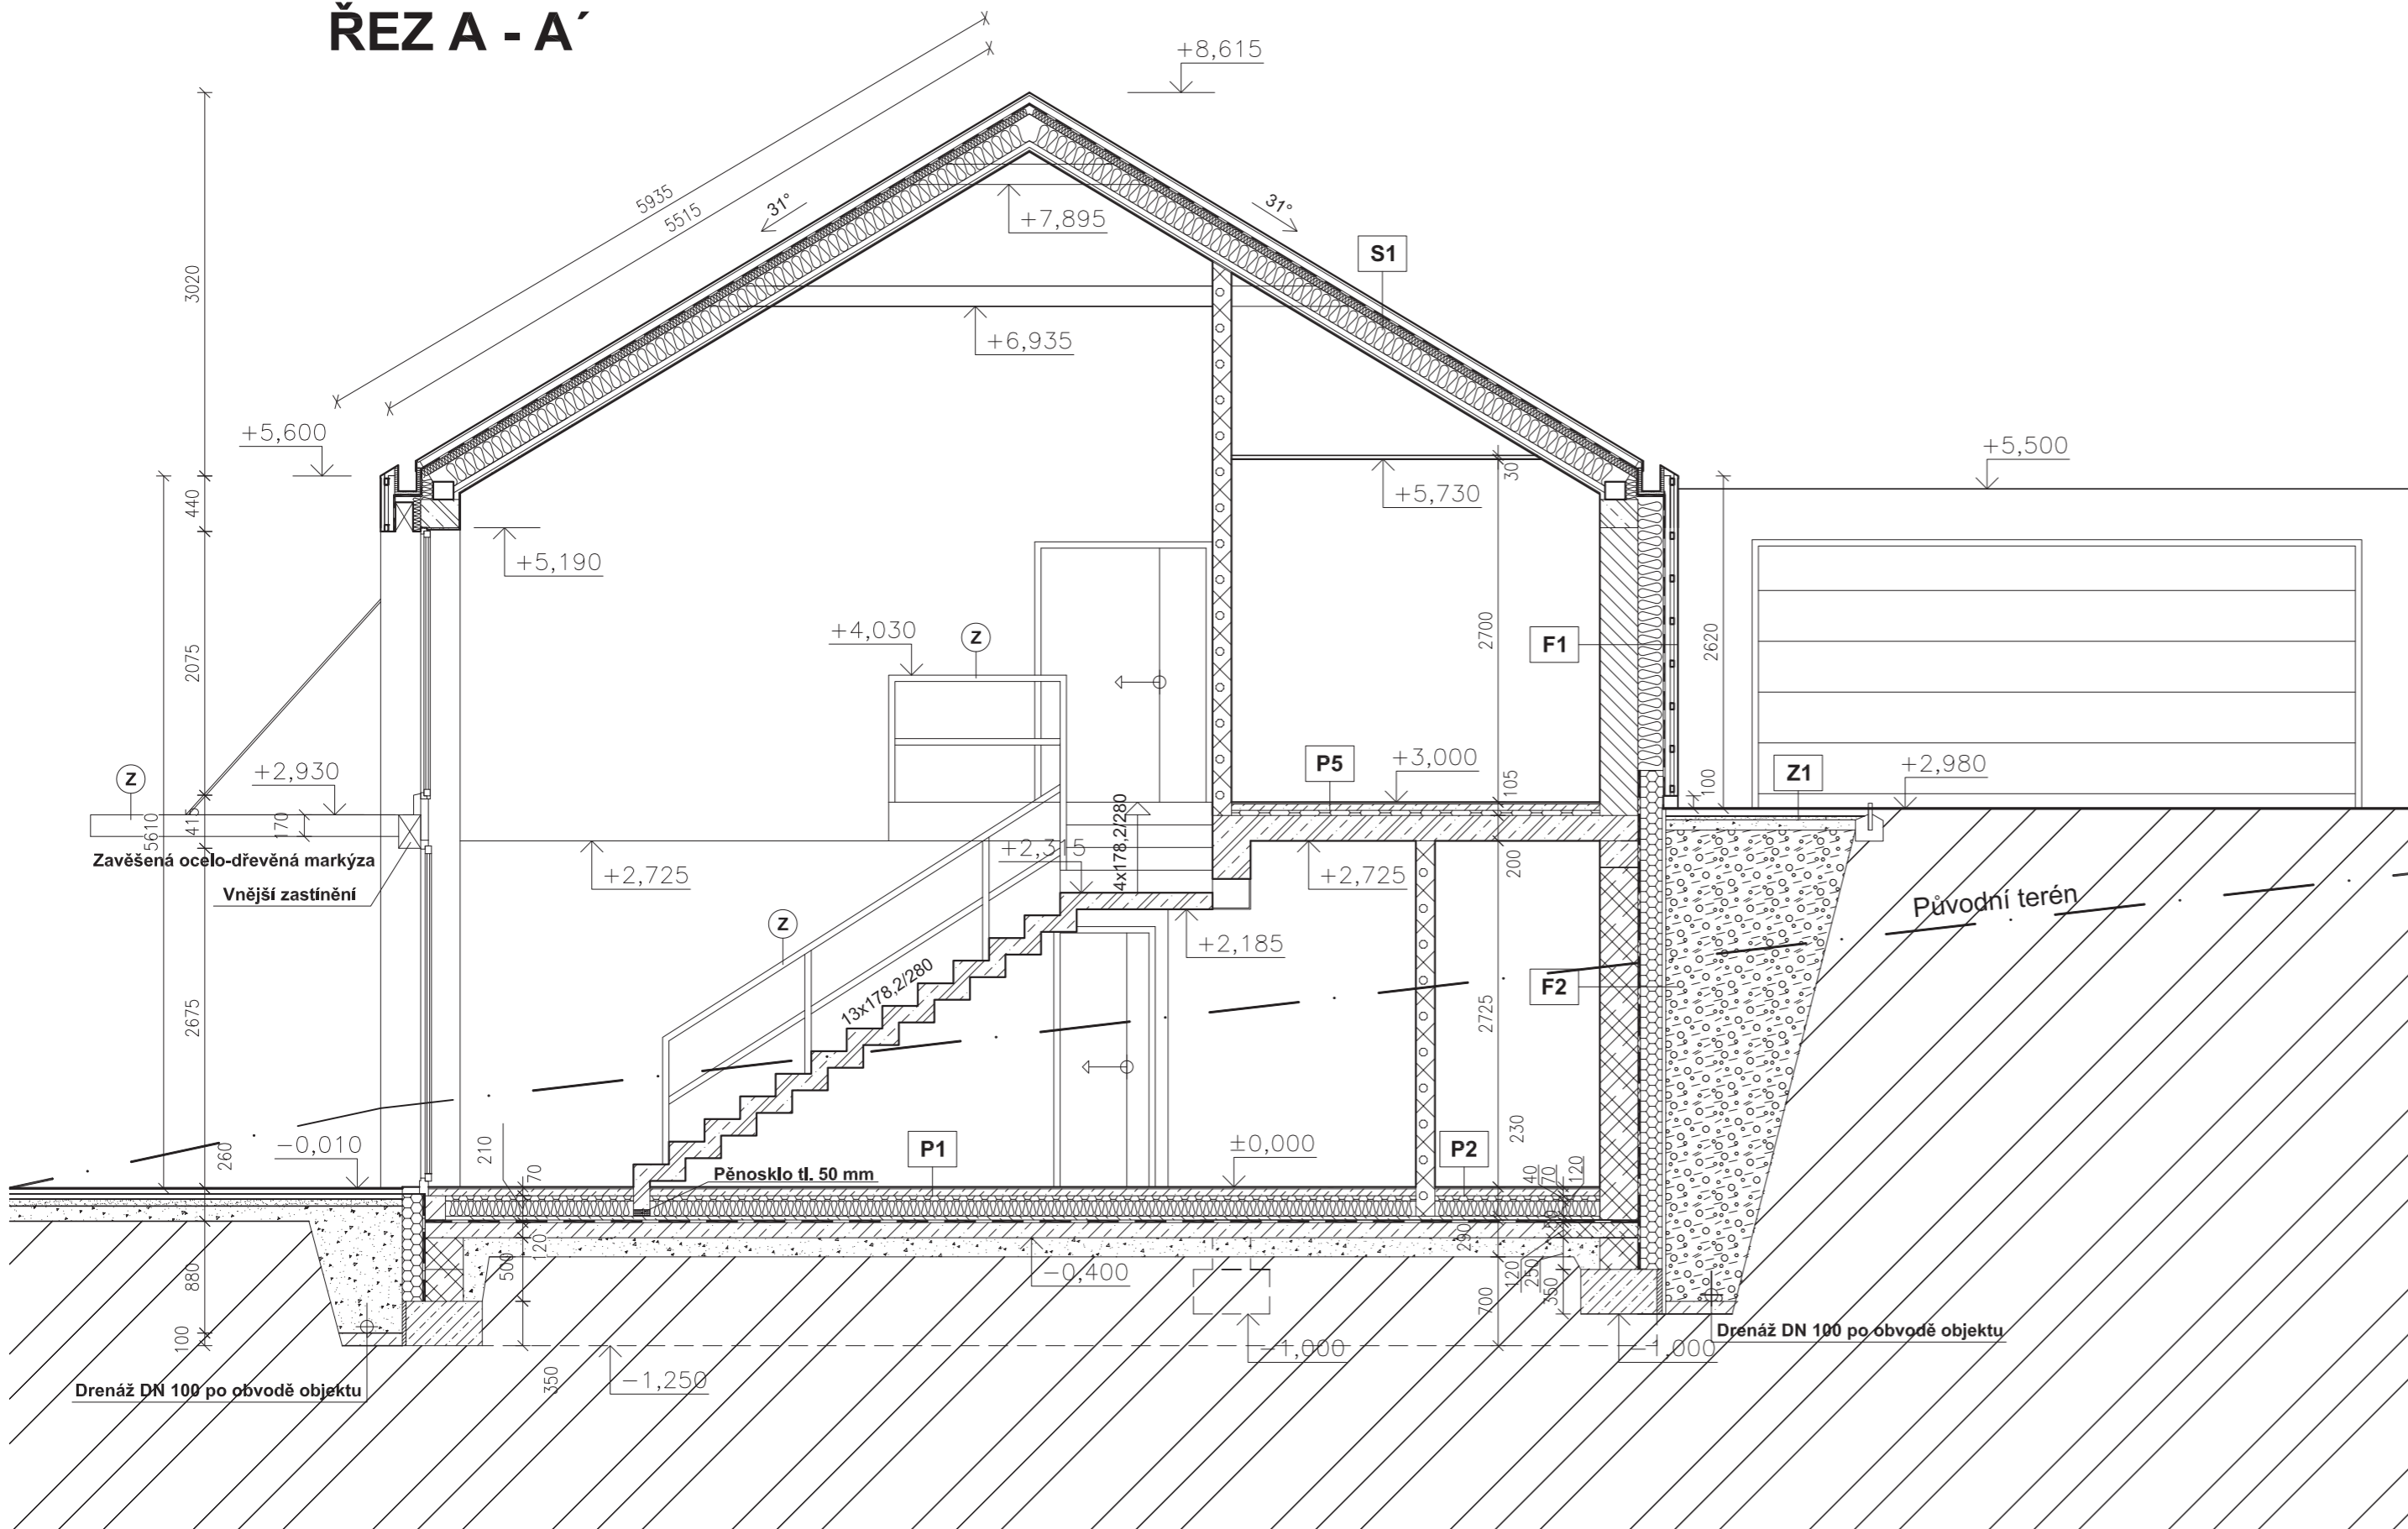 ŘEZ A - A´
+8,615
5935
5515
31°
31°
+7,895
S1
3020
+6,935
+5,600
+5,500
30
+5,730
440
+5,190
2075
+4,030
Z
2700
F1
2620
Z
+2,930
P5
+3,000
105
100
Z1
+2,980
5610
415
170
4x178,2/280
Zavěšená ocelo-dřevěná markýza
+2,315
+2,725
+2,725
200
Vnější zastínění
Původní terén
Z
+2,185
13x178,2/280
F2
2675
2725
260
-0,010
210
70
P1
±0,000
230
P2
40
70
120
Pěnosklo tl. 50 mm
290
120
500
880
-0,400
120
250
350
700
100
-1,000
-1,000
Drenáž DN 100 po obvodě objektu
350
-1,250
Drenáž DN 100 po obvodě objektu